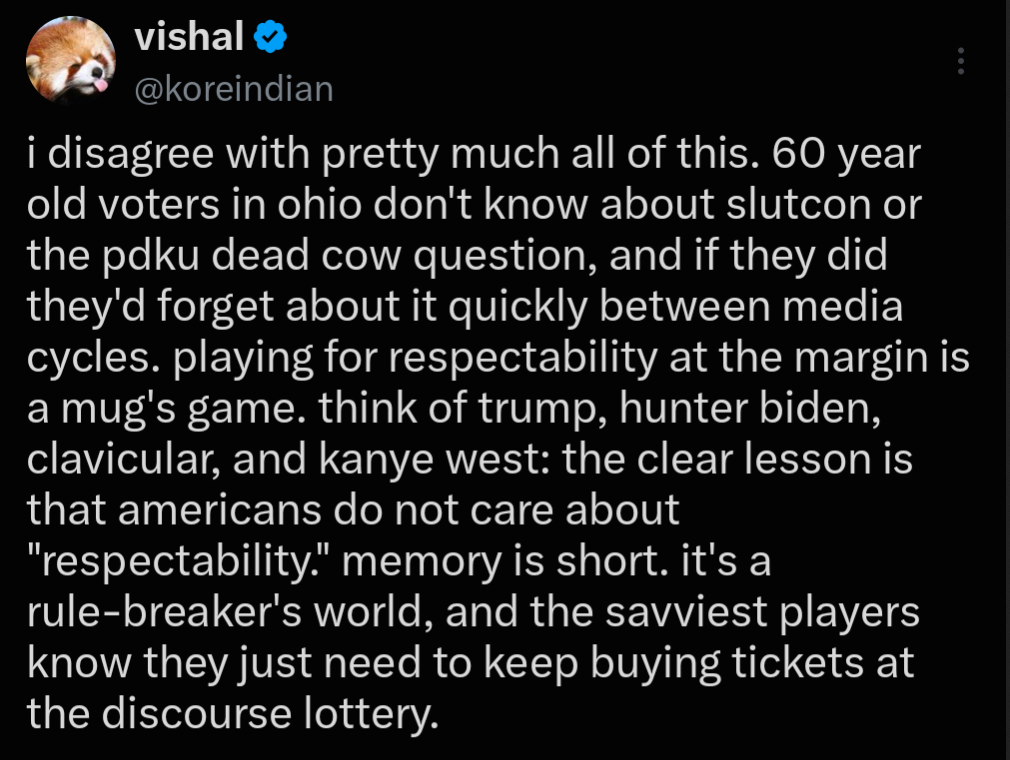 vishal
@koreindian
i disagree with pretty much all of this. 60 year
old voters in ohio don't know about slutcon or
the pdku dead cow question, and if they did
they'd forget about it quickly between media
cycles. playing for respectability at the margin is
a mug's game. think of trump, hunter biden,
clavicular, and kanye west: the clear lesson is
that americans do not care about
"respectability." memory is short. it's a
rule-breaker's world, and the savviest players
know they just need to keep buying tickets at
the discourse lottery.